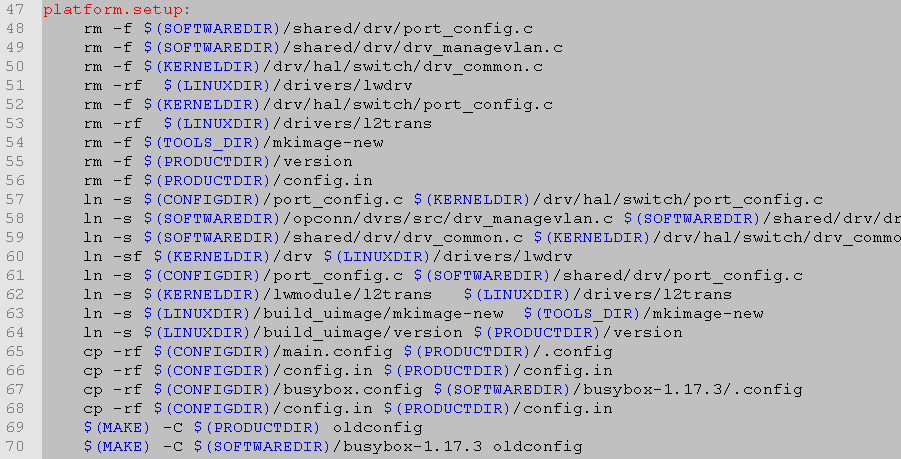 47 platform.setup:
48 rm -f $(SOFTWAREDIR)/shared/drv/port_config.c
49 rm -f $(SOFTWAREDIR)/shared/drv/drv_managevlan.c
50 rm -f $(KERNELDIR)/drv/hal/switch/drv_common.c
51 rm -rf  $(LINUXDIR)/drivers/lwdrv
52 rm -f $(KERNELDIR)/drv/hal/switch/port_config.c
53 rm -rf  $(LINUXDIR)/drivers/l2trans
54 rm -f $(TOOLS_DIR)/mkimage-new
55 rm -f $(PRODUCTDIR)/version
56 rm -f $(PRODUCTDIR)/config.in
57 ln -s $(CONFIGDIR)/port_config.c $(KERNELDIR)/drv/hal/switch/port_config.c
58 ln -s $(SOFTWAREDIR)/opconn/dvrs/src/drv_managevlan.c $(SOFTWAREDIR)/shared/drv/dr
59 ln -s $(SOFTWAREDIR)/shared/drv/drv_common.c $(KERNELDIR)/drv/hal/switch/drv_commo
60 ln -sf $(KERNELDIR)/drv $(LINUXDIR)/drivers/lwdrv
61 ln -s $(CONFIGDIR)/port_config.c $(SOFTWAREDIR)/shared/drv/port_config.c
62 ln -s $(KERNELDIR)/lwmodule/l2trans   $(LINUXDIR)/drivers/l2trans
63 ln -s $(LINUXDIR)/build_uimage/mkimage-new  $(TOOLS_DIR)/mkimage-new
64 ln -s $(LINUXDIR)/build_uimage/version $(PRODUCTDIR)/version
65 cp -rf $(CONFIGDIR)/main.config $(PRODUCTDIR)/.config
66 cp -rf $(CONFIGDIR)/config.in $(PRODUCTDIR)/config.in
67 cp -rf $(CONFIGDIR)/busybox.config $(SOFTWAREDIR)/busybox-1.17.3/.config
68 cp -rf $(CONFIGDIR)/config.in $(PRODUCTDIR)/config.in
69 $(MAKE) -C $(PRODUCTDIR) oldconfig
70 $(MAKE) -C $(SOFTWAREDIR)/busybox-1.17.3 oldconfig